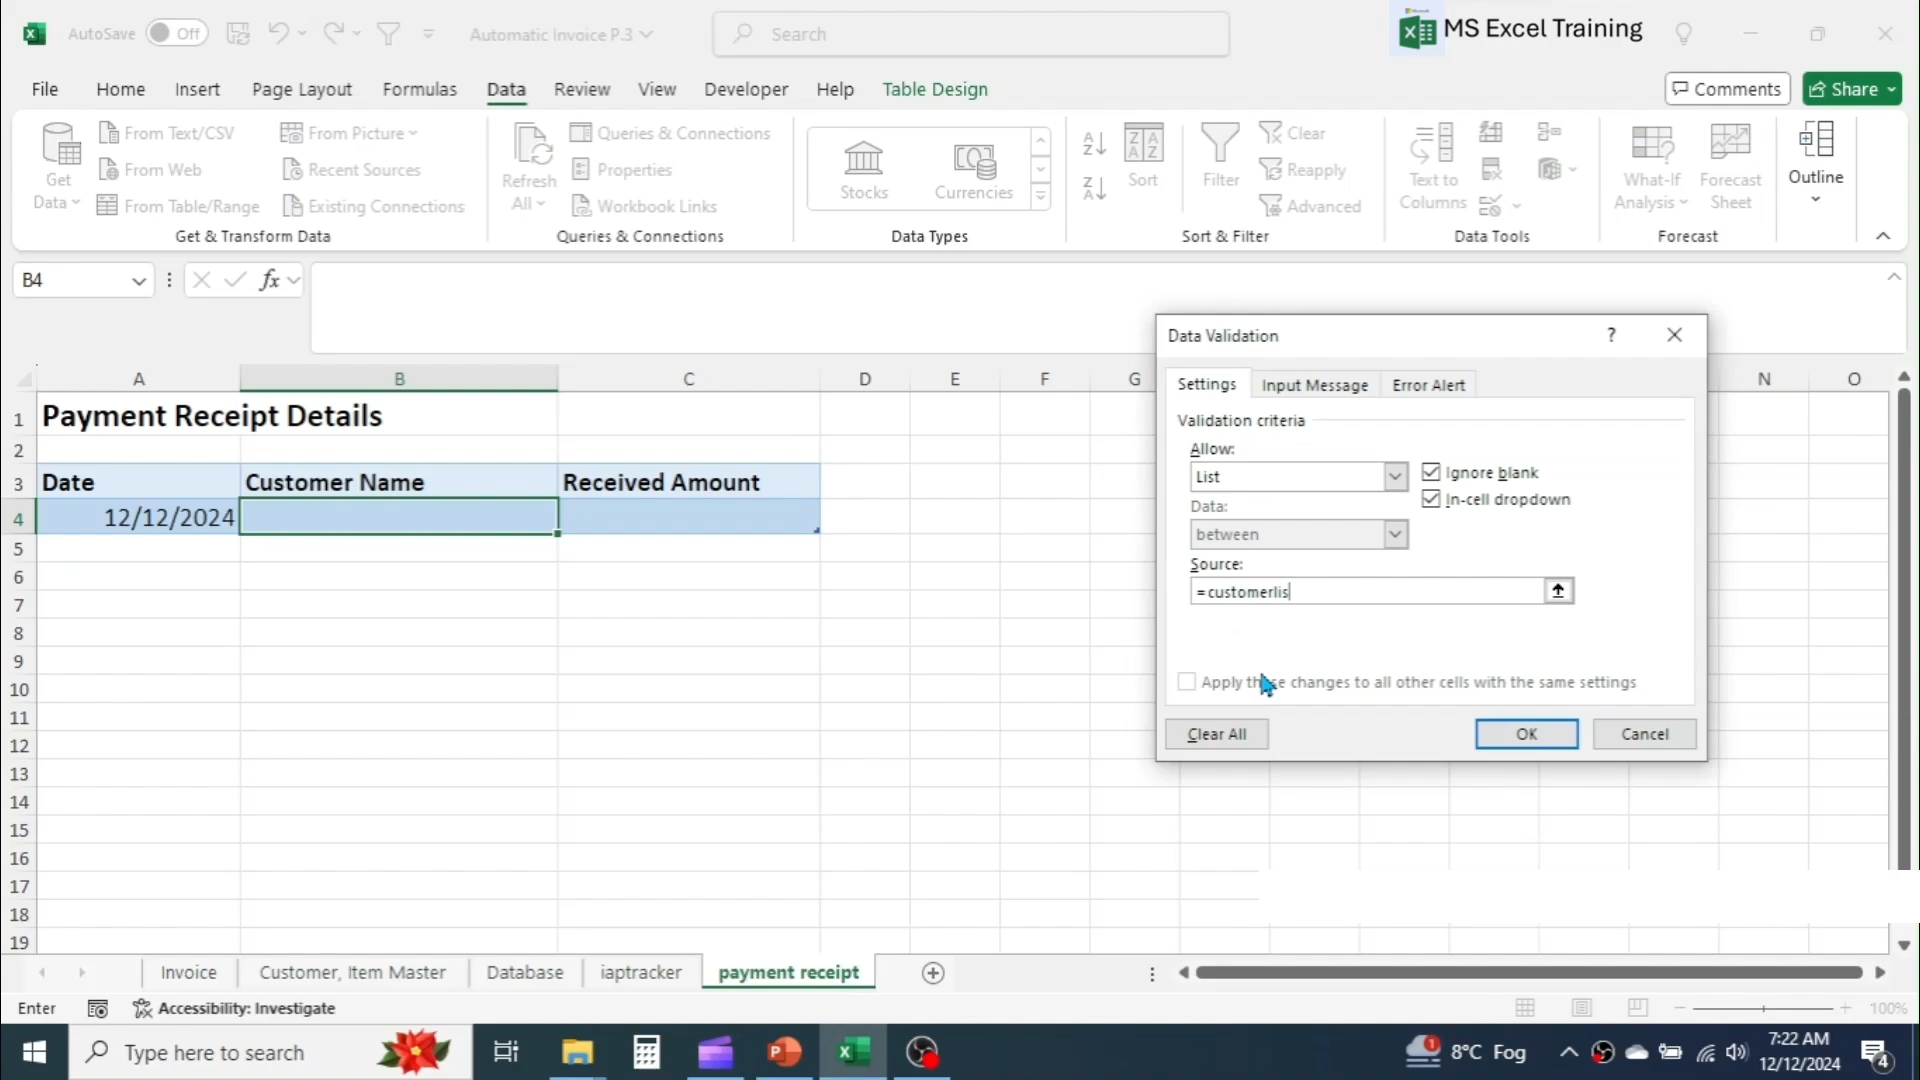 AutoSave Off Automatic Invoice P.3 Search MS Excel Training
File Home Insert Page Layout Formulas Data Review View Developer Help Table Design Comments Share
Get Data
From Text/CSV
From Web
From Table/Range
From Picture
Recent Sources
Existing Connections
Get & Transform Data
Refresh All
Queries & Connections
Properties
Workbook Links
Queries & Connections
Stocks
Currencies
Data Types
Sort
Filter
Clear
Reapply
Advanced
Sort & Filter
Text to Columns
Data Tools
What-If Analysis
Forecast Sheet
Forecast
Outline
B4 fx
A B C D E F G N O
1 Payment Receipt Details
2
3 Date Customer Name Received Amount
4 12/12/2024
5
6
7
8
9
10
11
12
13
14
15
16
17
18
19
Data Validation ?
Settings Input Message Error Alert
Validation criteria
Allow:
List
Ignore blank
In-cell dropdown
Data:
between
Source:
=customerlis
Apply these changes to all other cells with the same settings
Clear All OK Cancel
Invoice Customer, Item Master Database iaptracker payment receipt
Enter Accessibility: Investigate 100%
Type here to search 1 8°C Fog 7:22 AM
12/12/2024 4